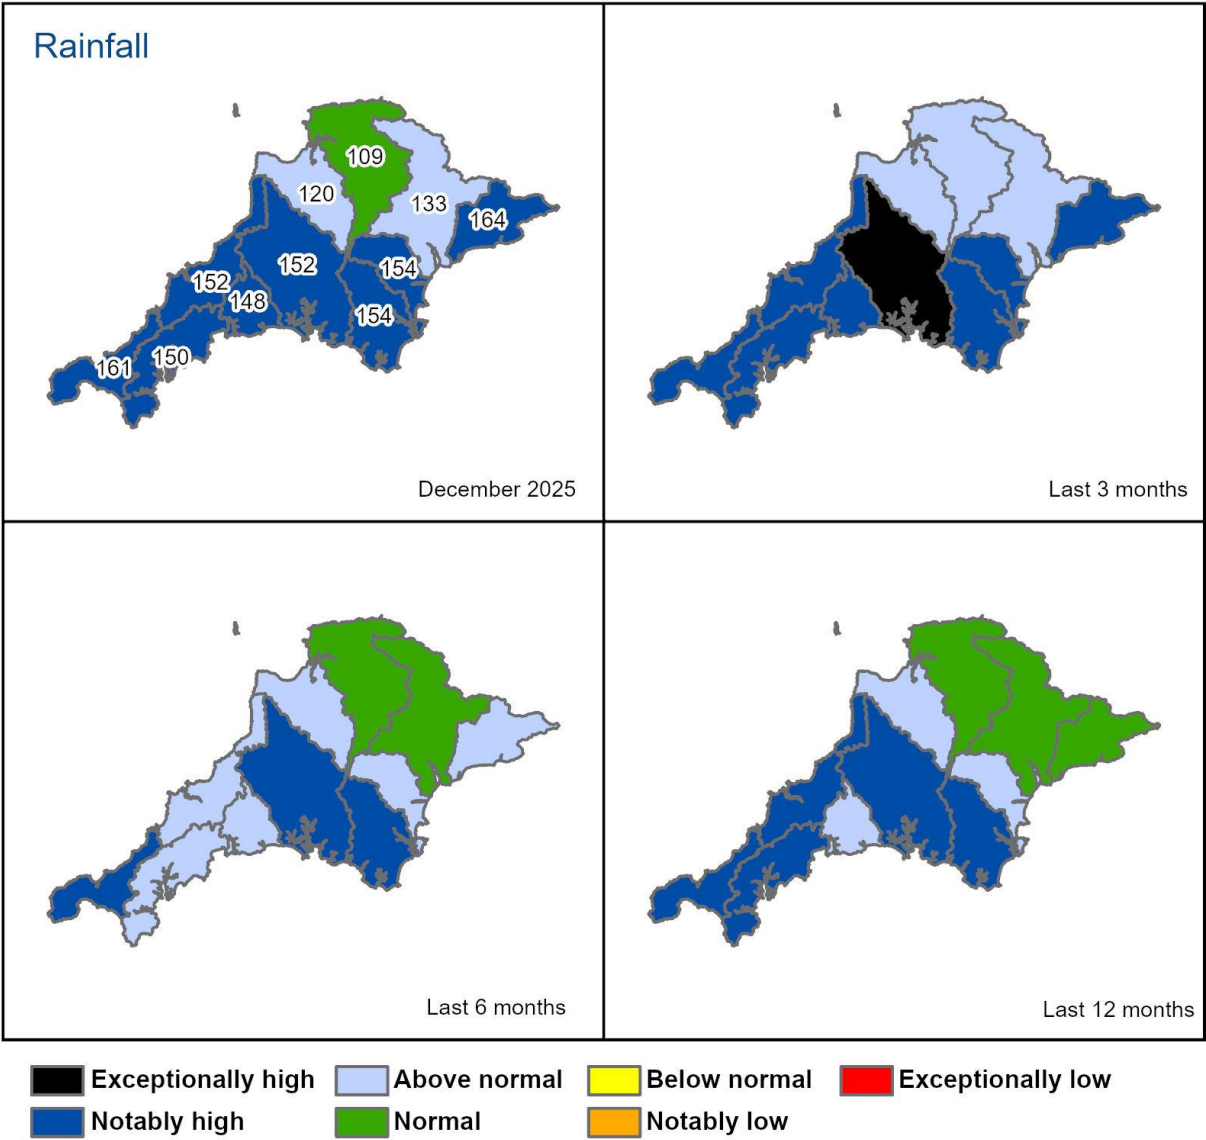 Rainfall
109
120
133
164
152
154
152
148
154
161
150
December 2025
Last 3 months
Last 6 months
Last 12 months
Exceptionally high
Above normal
Below normal
Exceptionally low
Notably high
Normal
Notably low